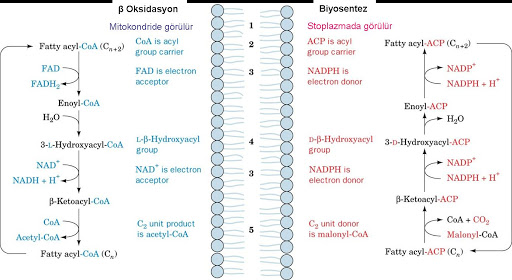 β Oksidasyon
Mitokondride görülür
Fatty acyl-CoA (Cn+2)
FAD
FADH2
Enoyl-CoA
H2O
3-L-Hydroxyacyl-CoA
NAD+
NADH + H+
β-Ketoacyl-CoA
CoA
Acetyl-CoA
Fatty acyl-CoA (Cn)
CoA is acyl
group carrier
FAD is electron
acceptor
L-β-Hydroxyacyl
group
NAD+ is electron
acceptor
C2 unit product
is acetyl-CoA
1
2
3
4
3
5
Biyosentez
Stoplazmada görülür
ACP is acyl
group carrier
NADPH is
electron donor
D-β-Hydroxyacyl
group
NADPH is
electron donor
C2 unit donor
is malonyl-CoA
Fatty acyl-ACP (Cn+2)
NADP+
NADPH + H+
Enoyl-ACP
H2O
3-D-Hydroxyacyl-ACP
NADP+
NADPH + H+
β-Ketoacyl-ACP
CoA + CO2
Malonyl-CoA
Fatty acyl-ACP (Cn)